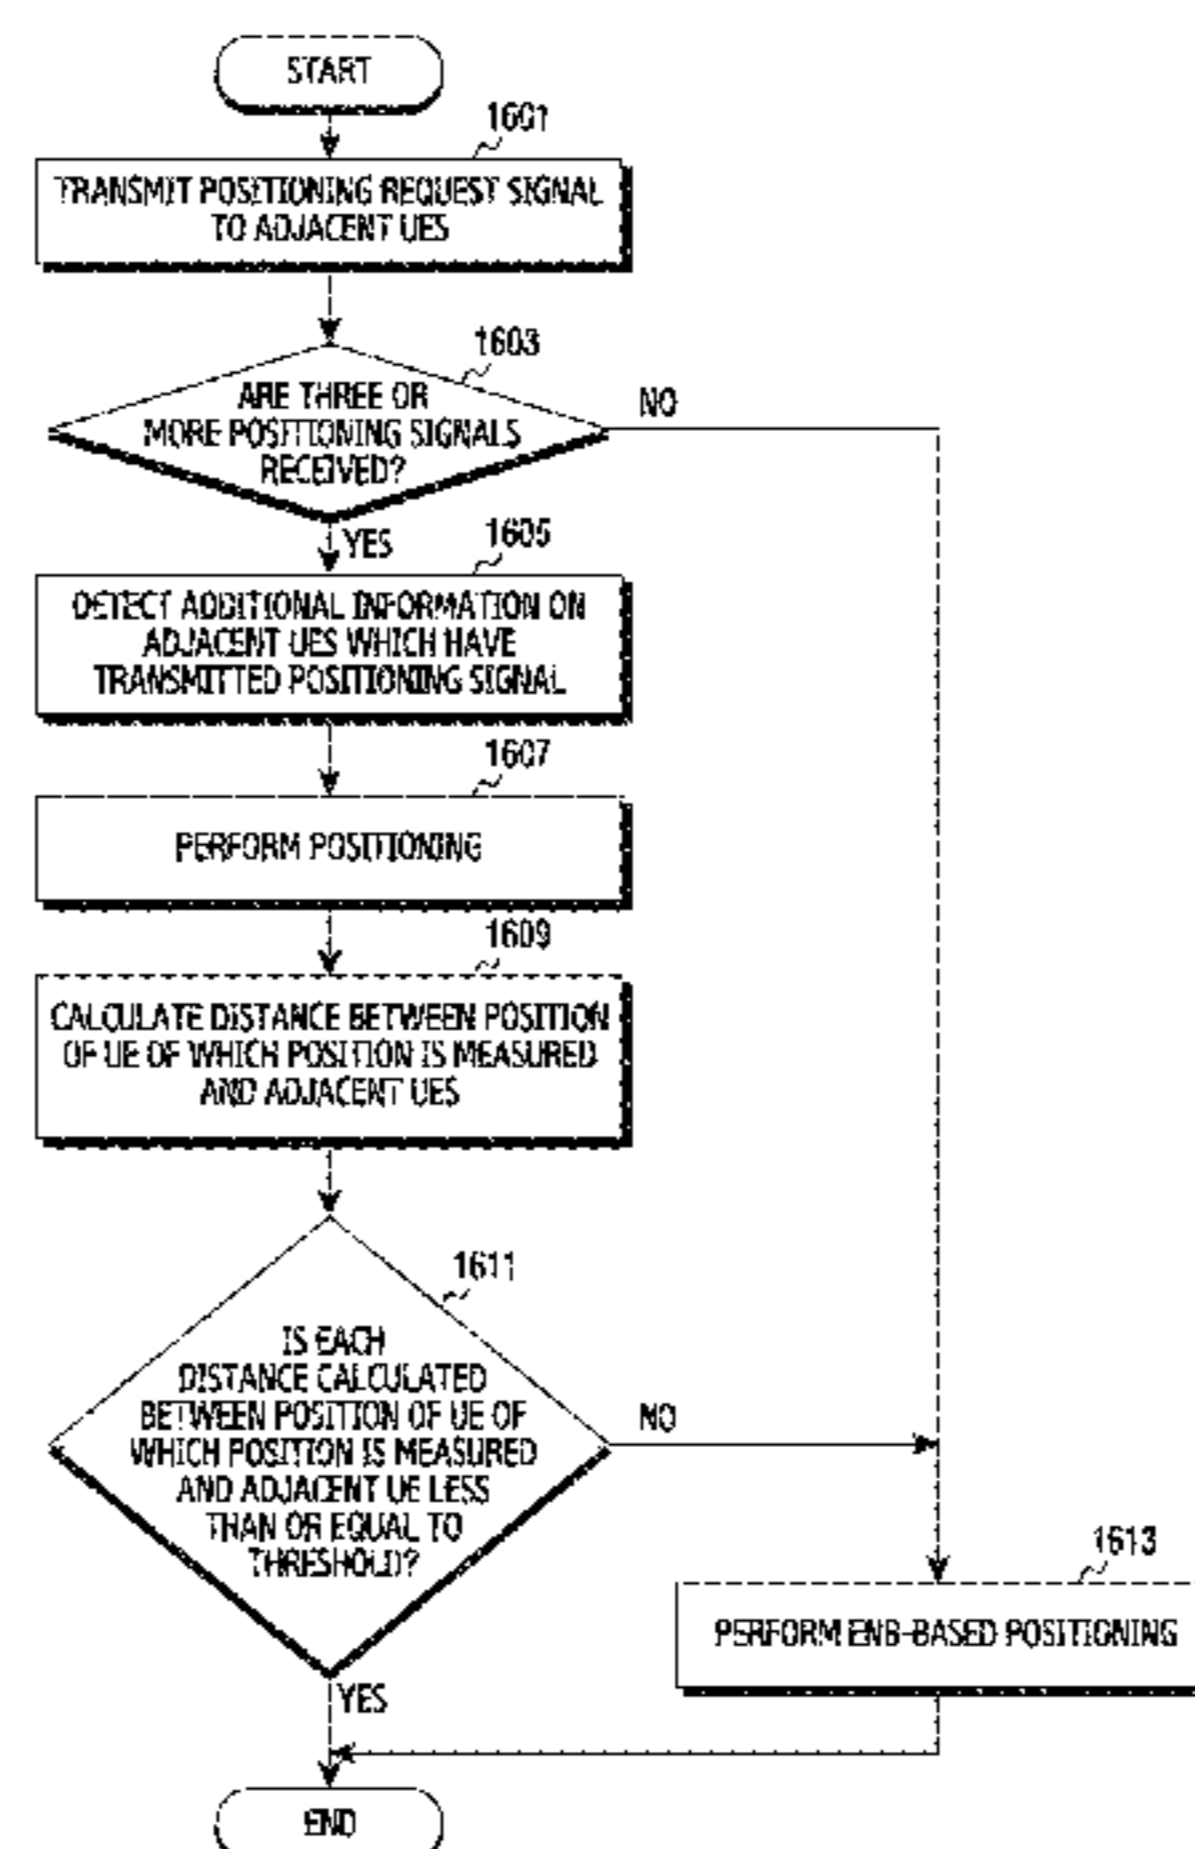 START
1601
TRANSMIT POSITIONING REQUEST SIGNAL
TO ADJACENT UES
1603
ARE THREE OR
MORE POSITIONING SIGNALS
RECEIVED?
NO
YES
1605
DETECT ADDITIONAL INFORMATION ON
ADJACENT UES WHICH HAVE
TRANSMITTED POSITIONING SIGNAL
1607
PERFORM POSITIONING
1609
CALCULATE DISTANCE BETWEEN POSITION
OF UE OF WHICH POSITION IS MEASURED
AND ADJACENT UES
1611
IS EACH
DISTANCE CALCULATED
BETWEEN POSITION OF UE OF
WHICH POSITION IS MEASURED
AND ADJACENT UE LESS
THAN OR EQUAL TO
THRESHOLD?
NO
YES
1613
PERFORM ENB-BASED POSITIONING
END